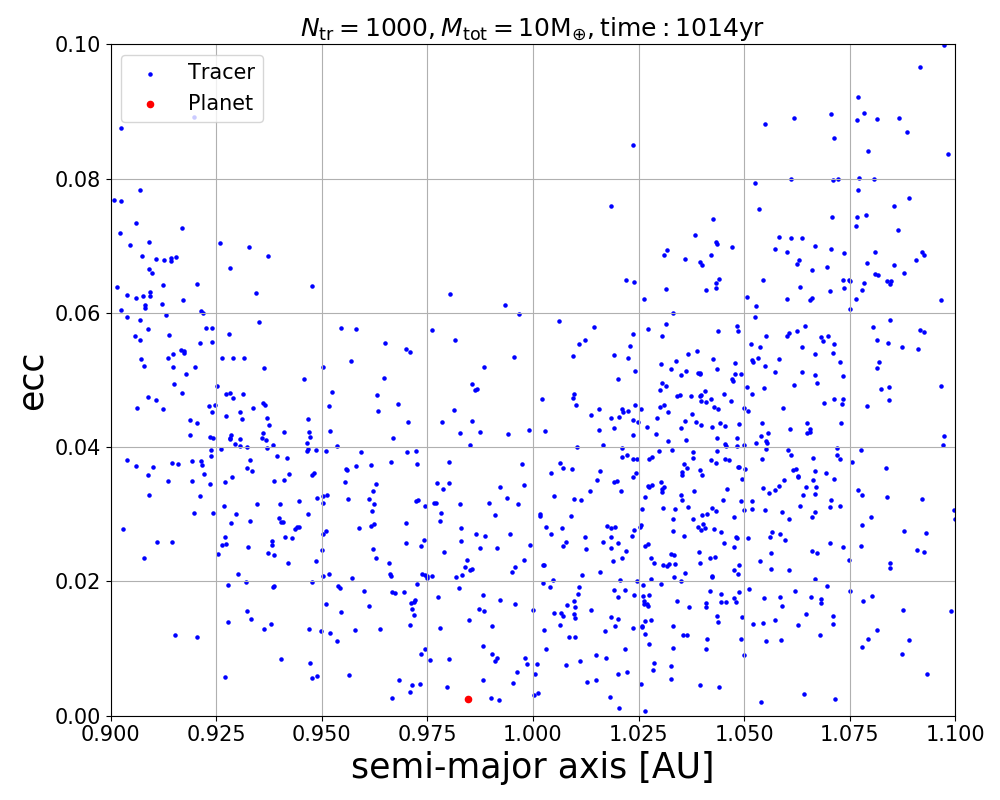 N_tr = 1000, M_tot = 10M_⊕, time : 1014yr
Tracer
Planet
0.10
0.08
0.06
0.04
0.02
0.00
ecc
0.900 0.925 0.950 0.975 1.000 1.025 1.050 1.075 1.100
semi-major axis [AU]